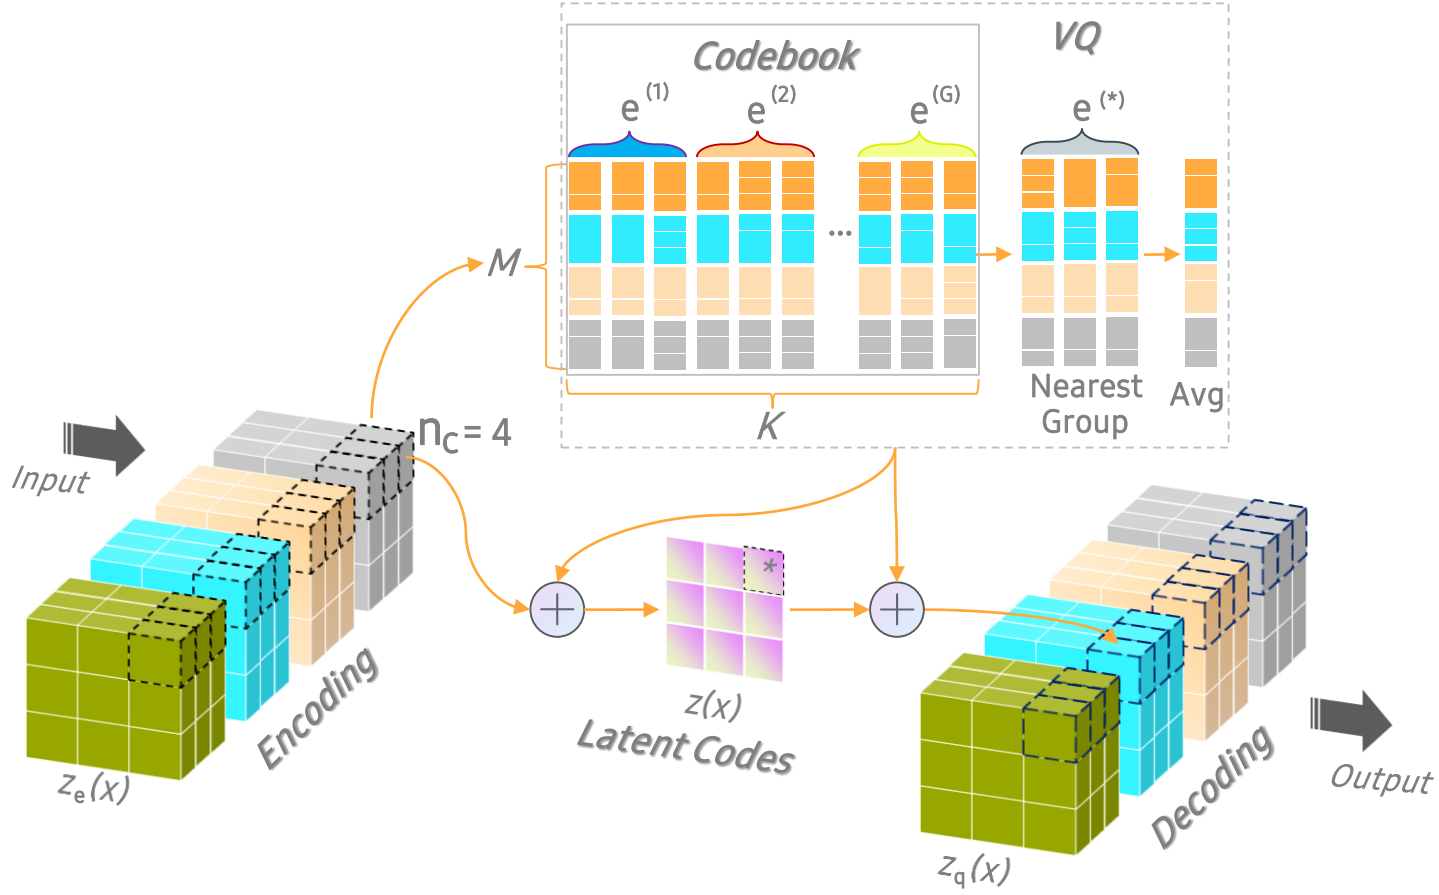 VQ
Codebook
e(1) e(2) e(G) e(*)
...
M
Nearest
Group
Avg
K
nC = 4
Input
*
z(x)
Latent Codes
Encoding
ze(x)
Output
Decoding
zq(x)